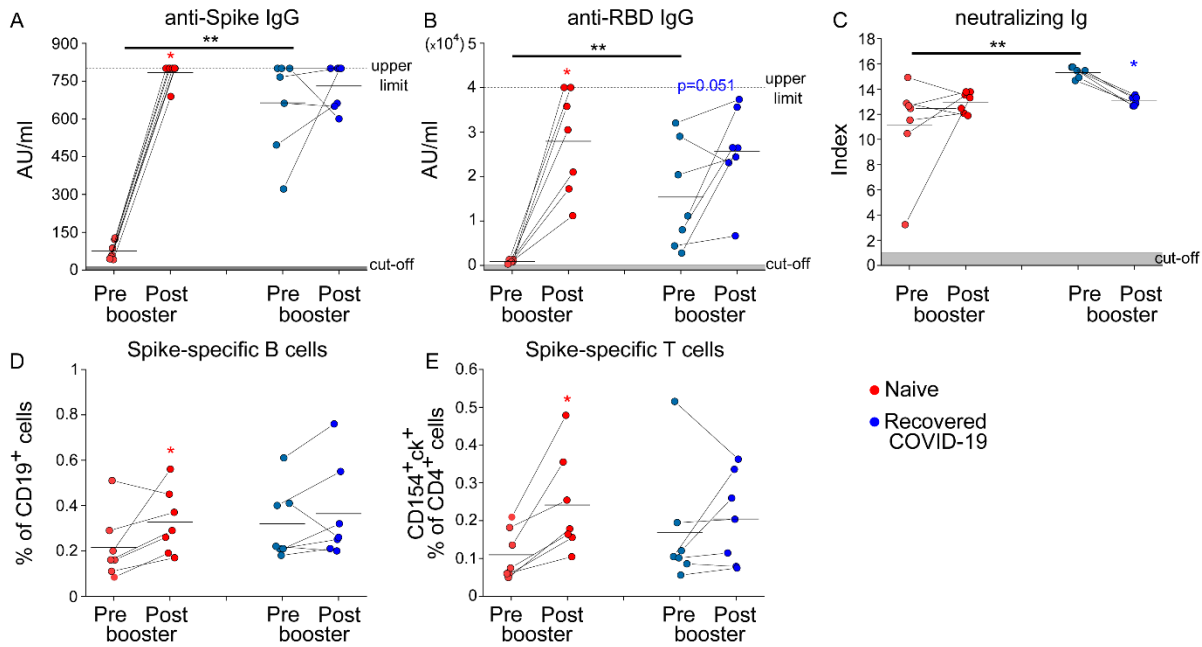 A anti-Spike IgG
AU/ml
900
750
600
450
300
150
0
**
*
upper
limit
cut-off
Pre Post Pre Post
booster booster
B anti-RBD IgG
(x10⁴)
AU/ml
5
4
3
2
1
0
**
*
p=0.051
upper
limit
cut-off
Pre Post Pre Post
booster booster
C neutralizing Ig
Index
18
16
14
12
10
8
6
4
2
1
**
*
cut-off
Pre Post Pre Post
booster booster
D Spike-specific B cells
% of CD19⁺ cells
1
0.8
0.6
0.4
0.2
0
*
Pre Post Pre Post
booster booster
E Spike-specific T cells
CD154⁺ck⁺
% of CD4⁺ cells
0.6
0.5
0.4
0.3
0.2
0.1
0
*
Pre Post Pre Post
booster booster
Naive
Recovered
COVID-19